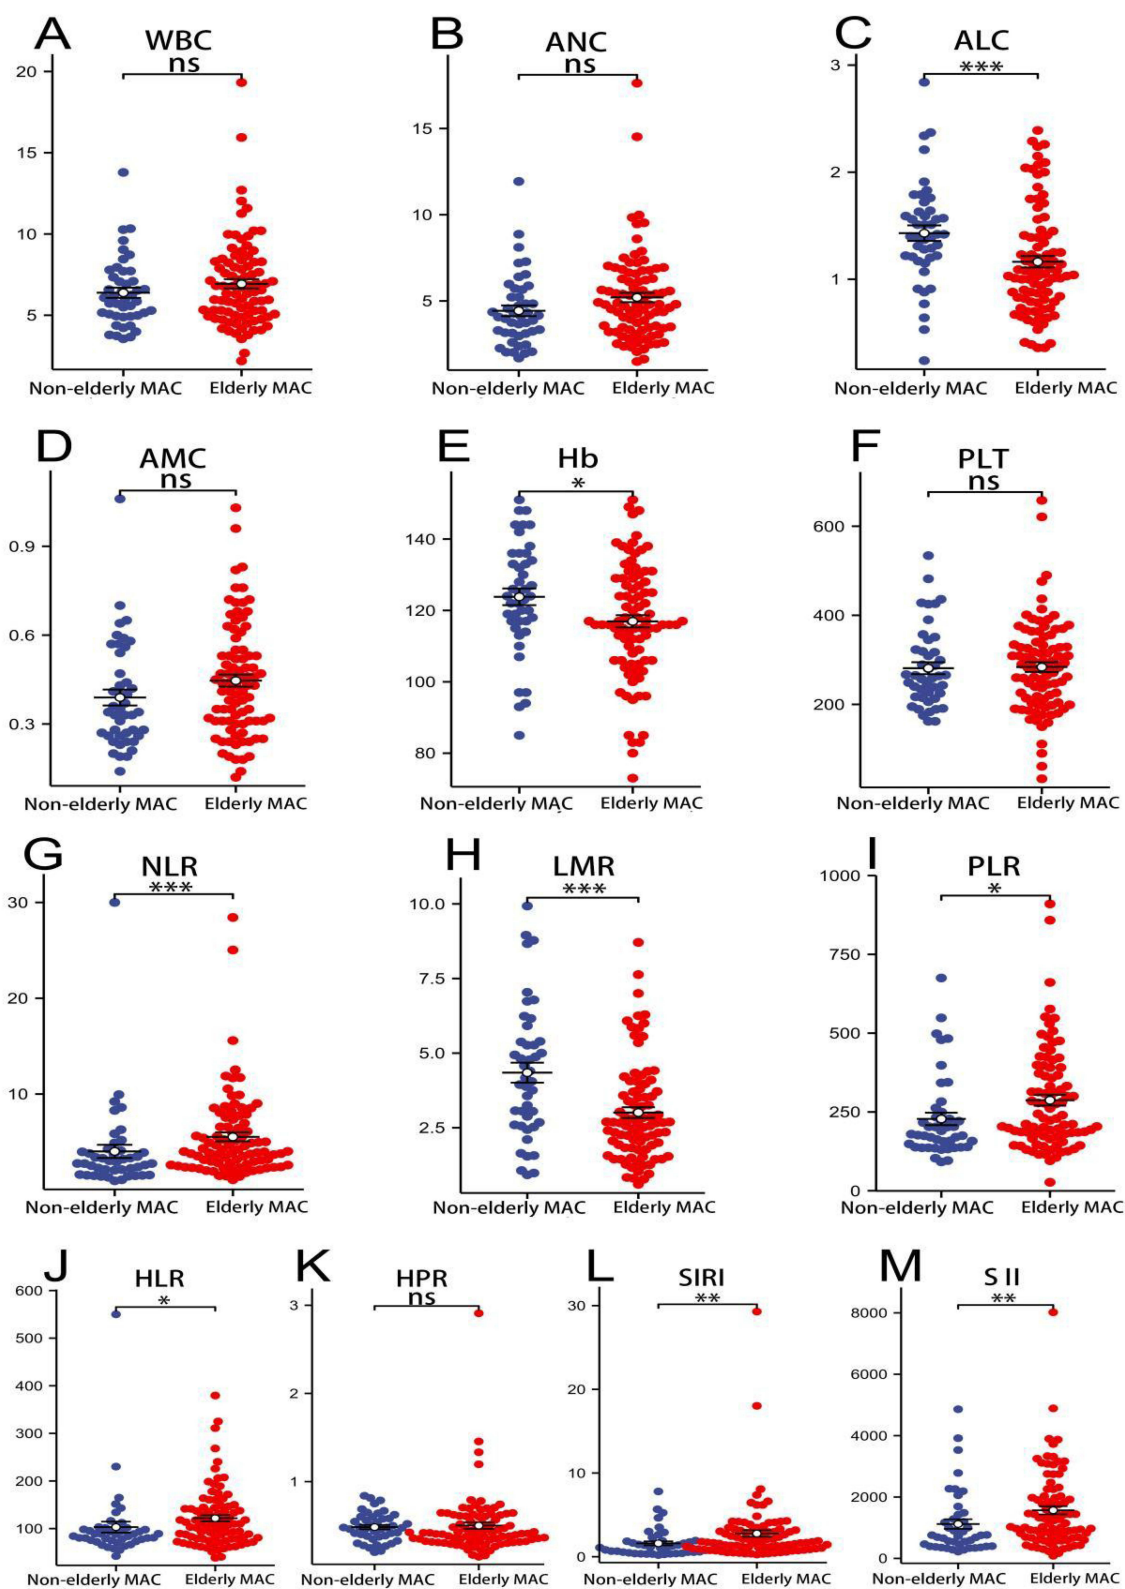 A WBC
ns
20
15
10
5
Non-elderly MAC Elderly MAC
B ANC
ns
15
10
5
Non-elderly MAC Elderly MAC
C ALC
***
3
2
1
Non-elderly MAC Elderly MAC
D AMC
ns
0.9
0.6
0.3
Non-elderly MAC Elderly MAC
E Hb
*
140
120
100
80
Non-elderly MAC Elderly MAC
F PLT
ns
600
400
200
Non-elderly MAC Elderly MAC
G NLR
***
30
20
10
Non-elderly MAC Elderly MAC
H LMR
***
10.0
7.5
5.0
2.5
Non-elderly MAC Elderly MAC
I PLR
*
1000
750
500
250
0
Non-elderly MAC Elderly MAC
J HLR
*
600
500
400
300
200
100
Non-elderly MAC Elderly MAC
K HPR
ns
3
2
1
Non-elderly MAC Elderly MAC
L SIRI
**
30
20
10
0
Non-elderly MAC Elderly MAC
M S II
**
8000
6000
4000
2000
0
Non-elderly MAC Elderly MAC